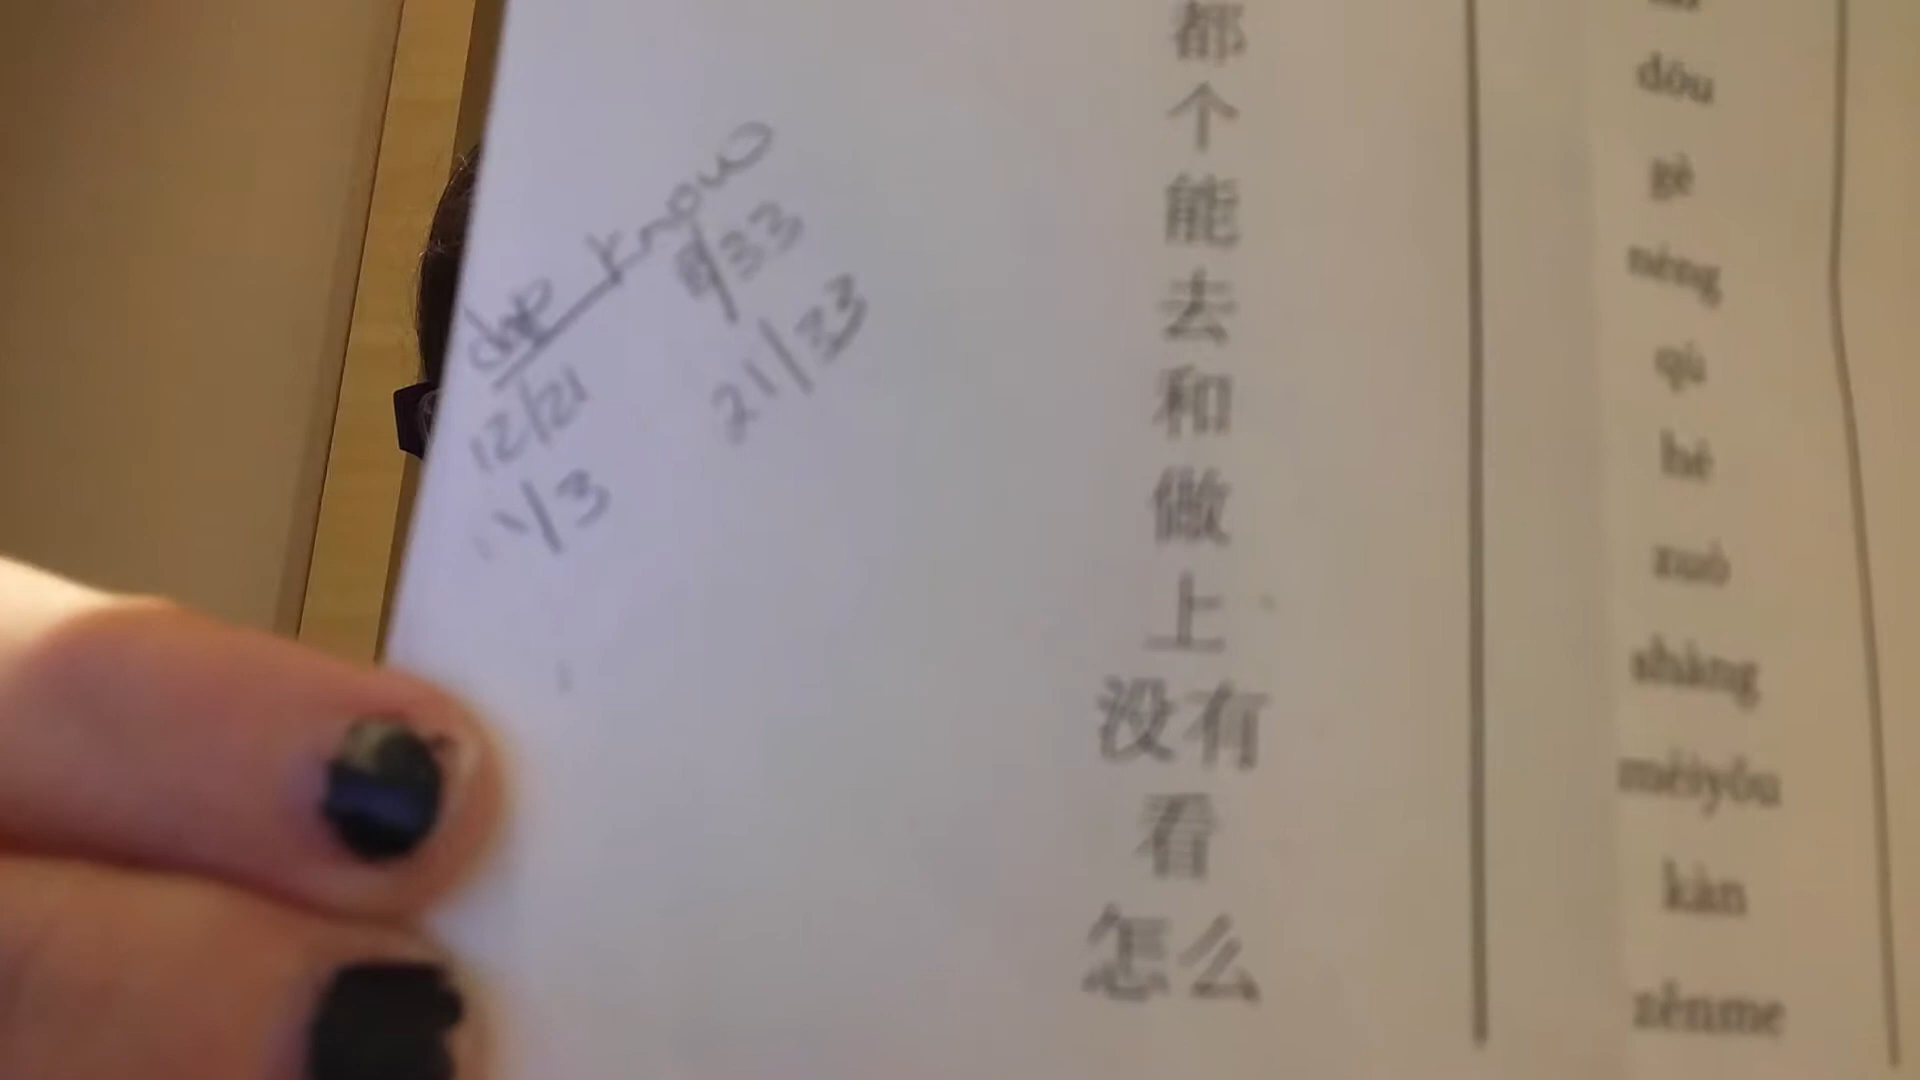 know
/33
12/21
21/33
/3
都 dōu
个 gè
能 néng
去 qù
和 hé
做 zuò
上 shàng
没有 méiyǒu
看 kàn
怎么 zěnme